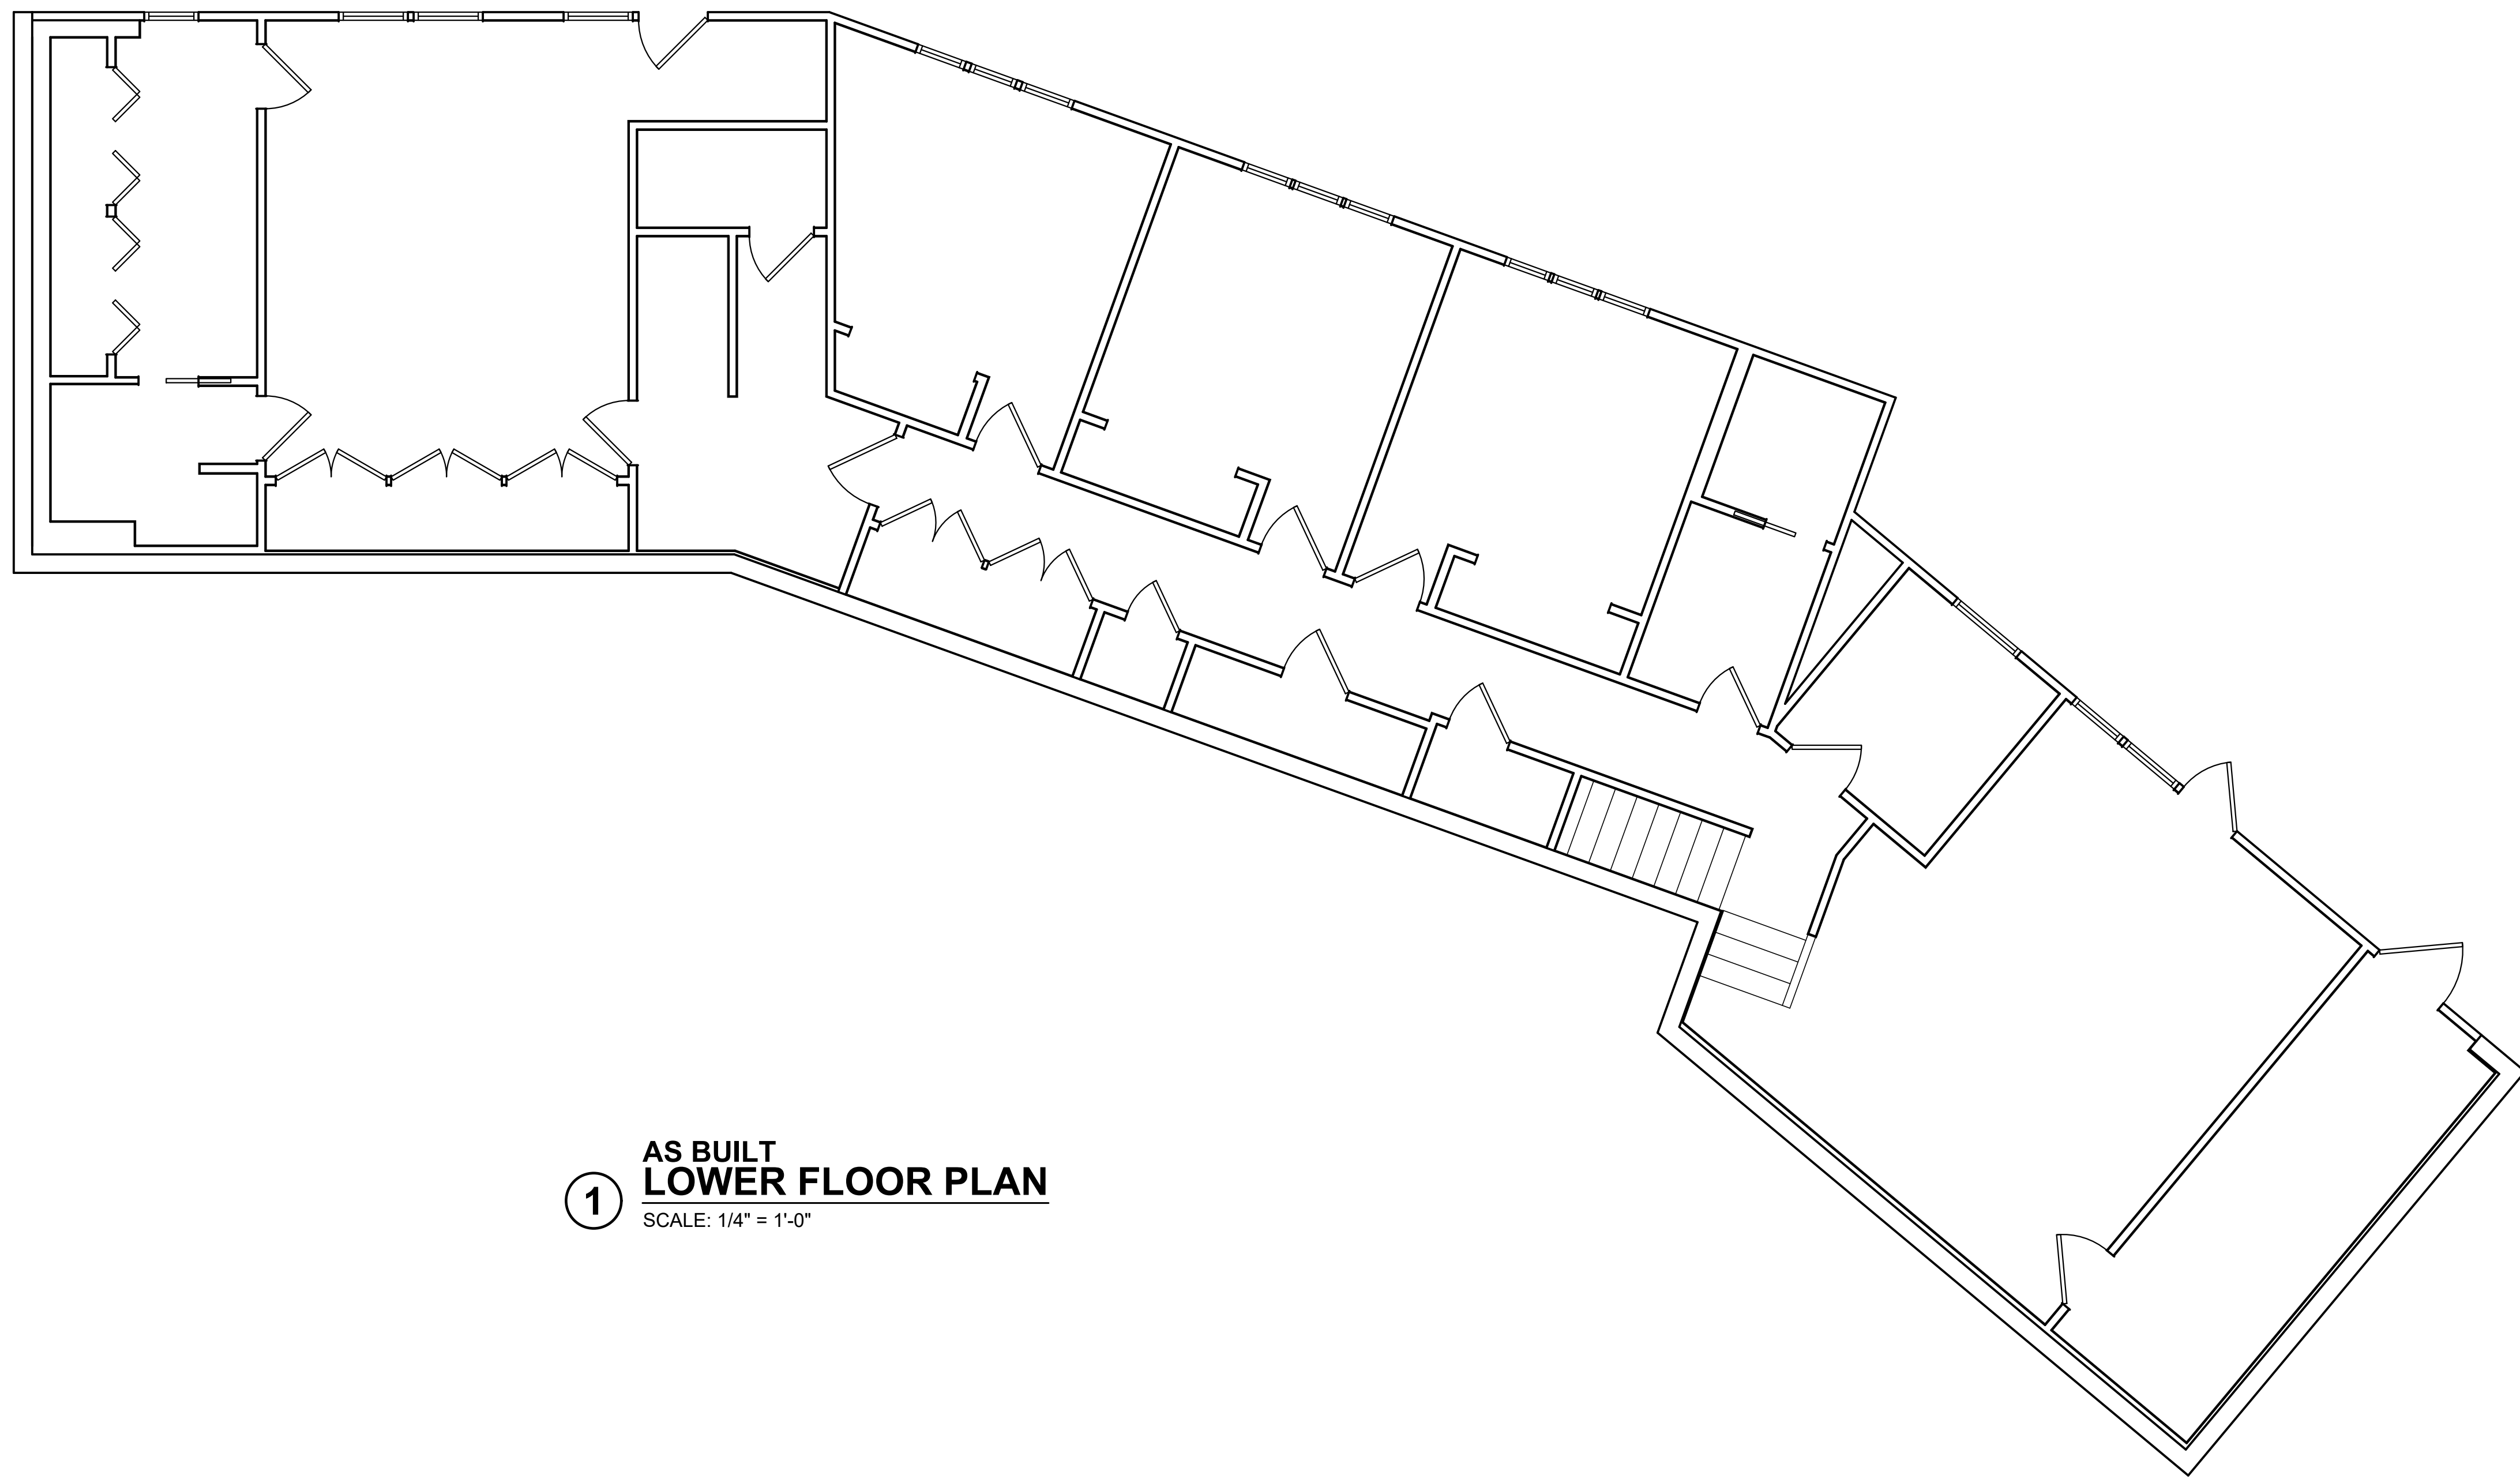 AS BUILT
1 LOWER FLOOR PLAN
SCALE: 1/4" = 1'-0"